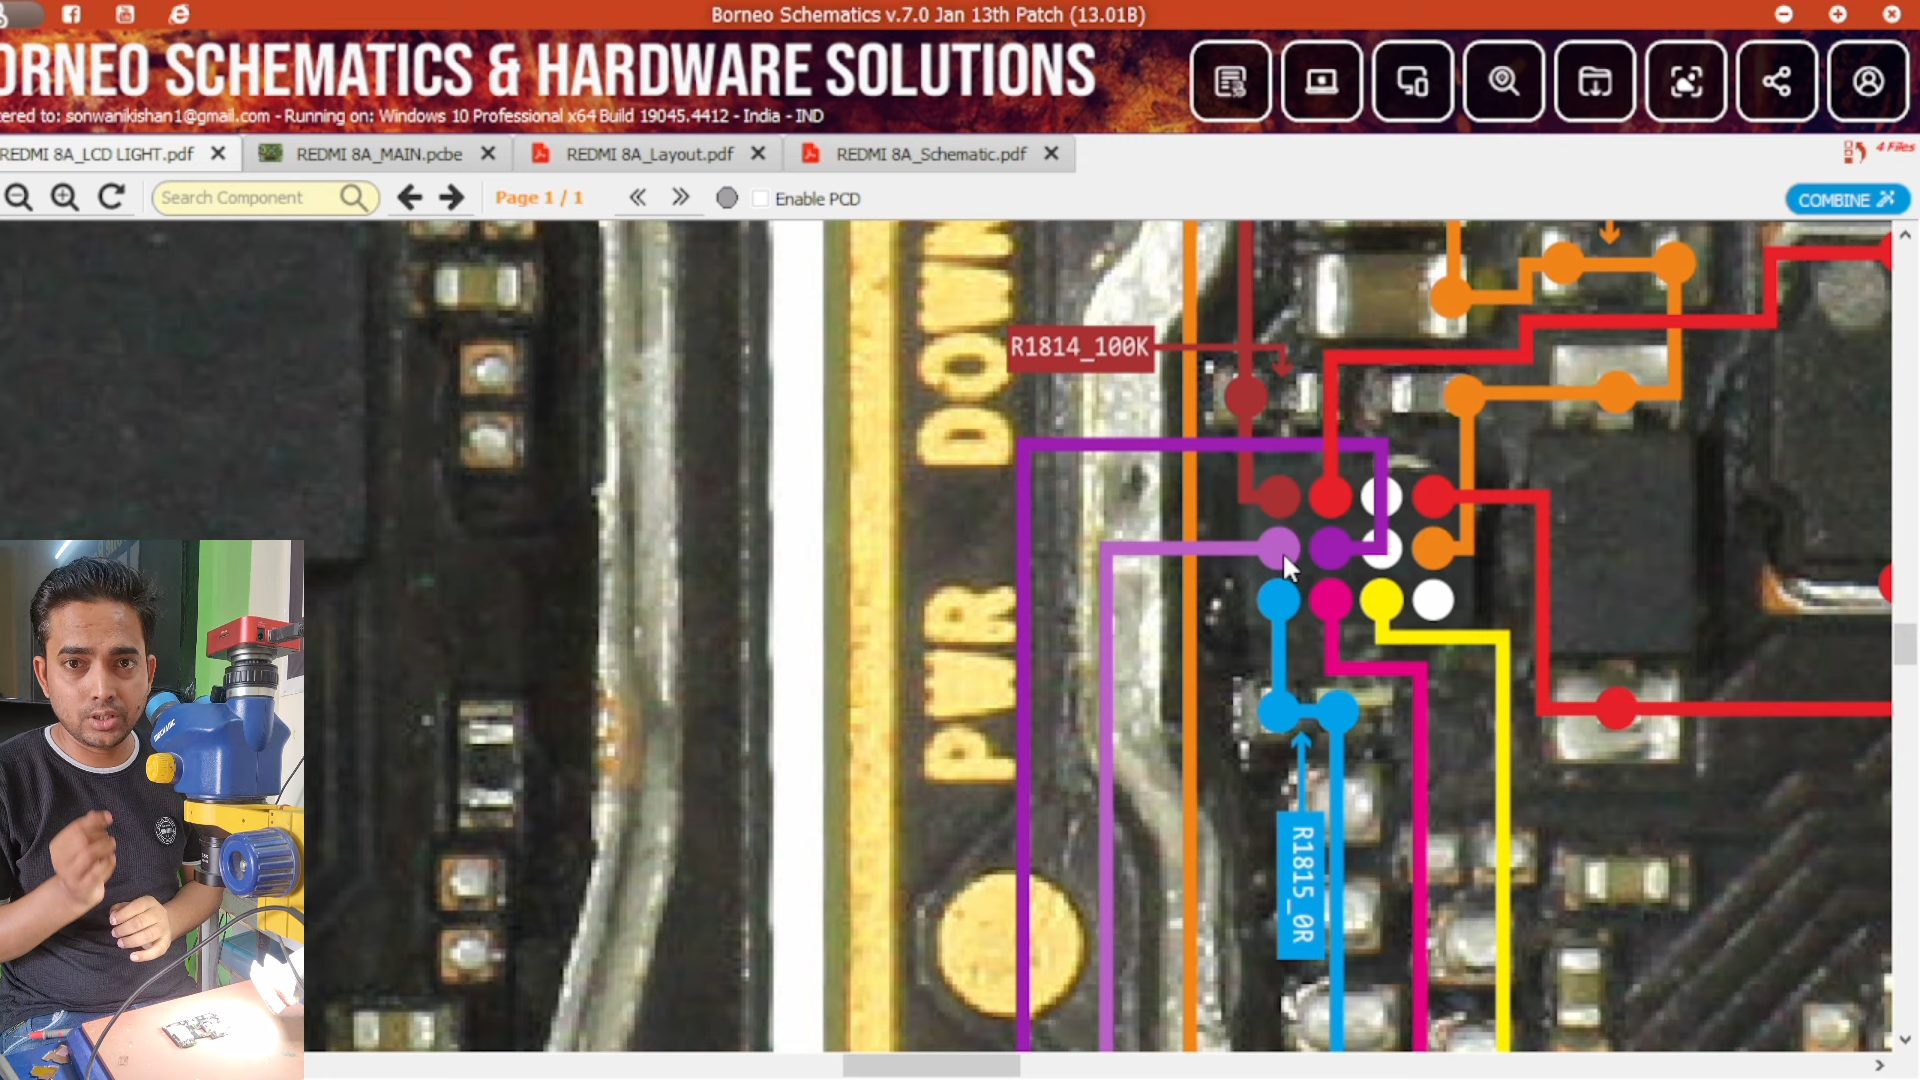 Borneo Schematics v.7.0 Jan 13th Patch (13.01B)
ORNEO SCHEMATICS & HARDWARE SOLUTIONS
ered to: sonwanikishan1@gmail.com - Running on: Windows 10 Professional x64 Build 19045.4412 - India - IND
REDMI 8A_LCD LIGHT.pdf
REDMI 8A_MAIN.pcbe
REDMI 8A_Layout.pdf
REDMI 8A_Schematic.pdf
4 Files
Search Component
Page 1 / 1
Enable PCD
COMBINE
DOWN
R1814_100K
PWR
R1815_0R